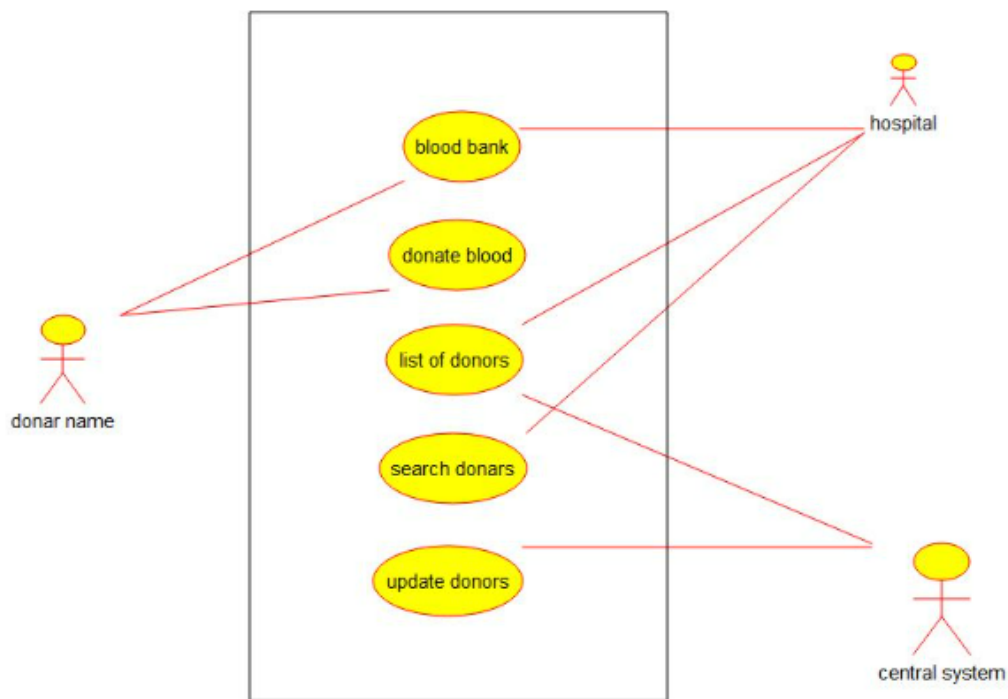 hospital
blood bank
donate blood
list of donors
donar name
search donars
update donors
central system